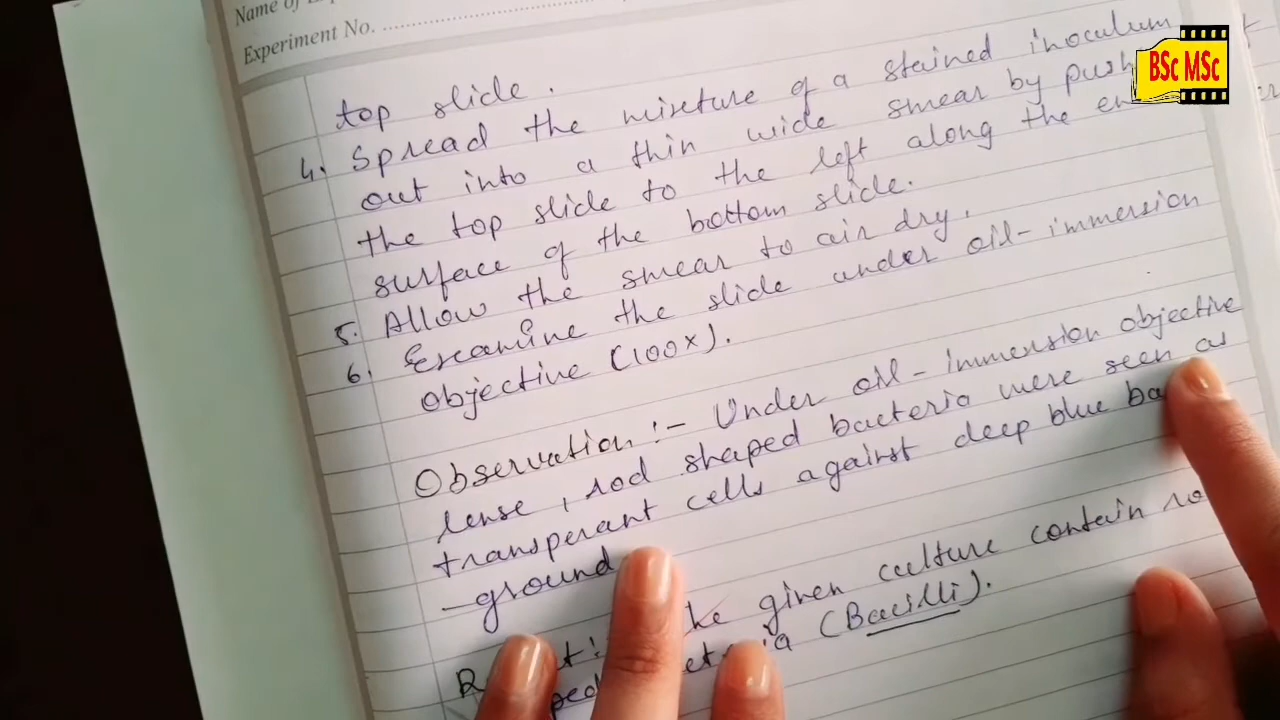 Name of
Experiment No.
BSc MSc
top slide.
4. Spread the mixture of a stained inoculum
out into a thin wide smear by
the top slide to the left along the
surface of the bottom slide.
5. Allow the smear to air dry.
6. Examine the slide under oil-immersion
objective (100x).
Observation :- Under oil-immersion objective
lense, rod shaped bacteria were seen as
transperant cells against deep blue
-ground
given culture contain
(Bacilli).